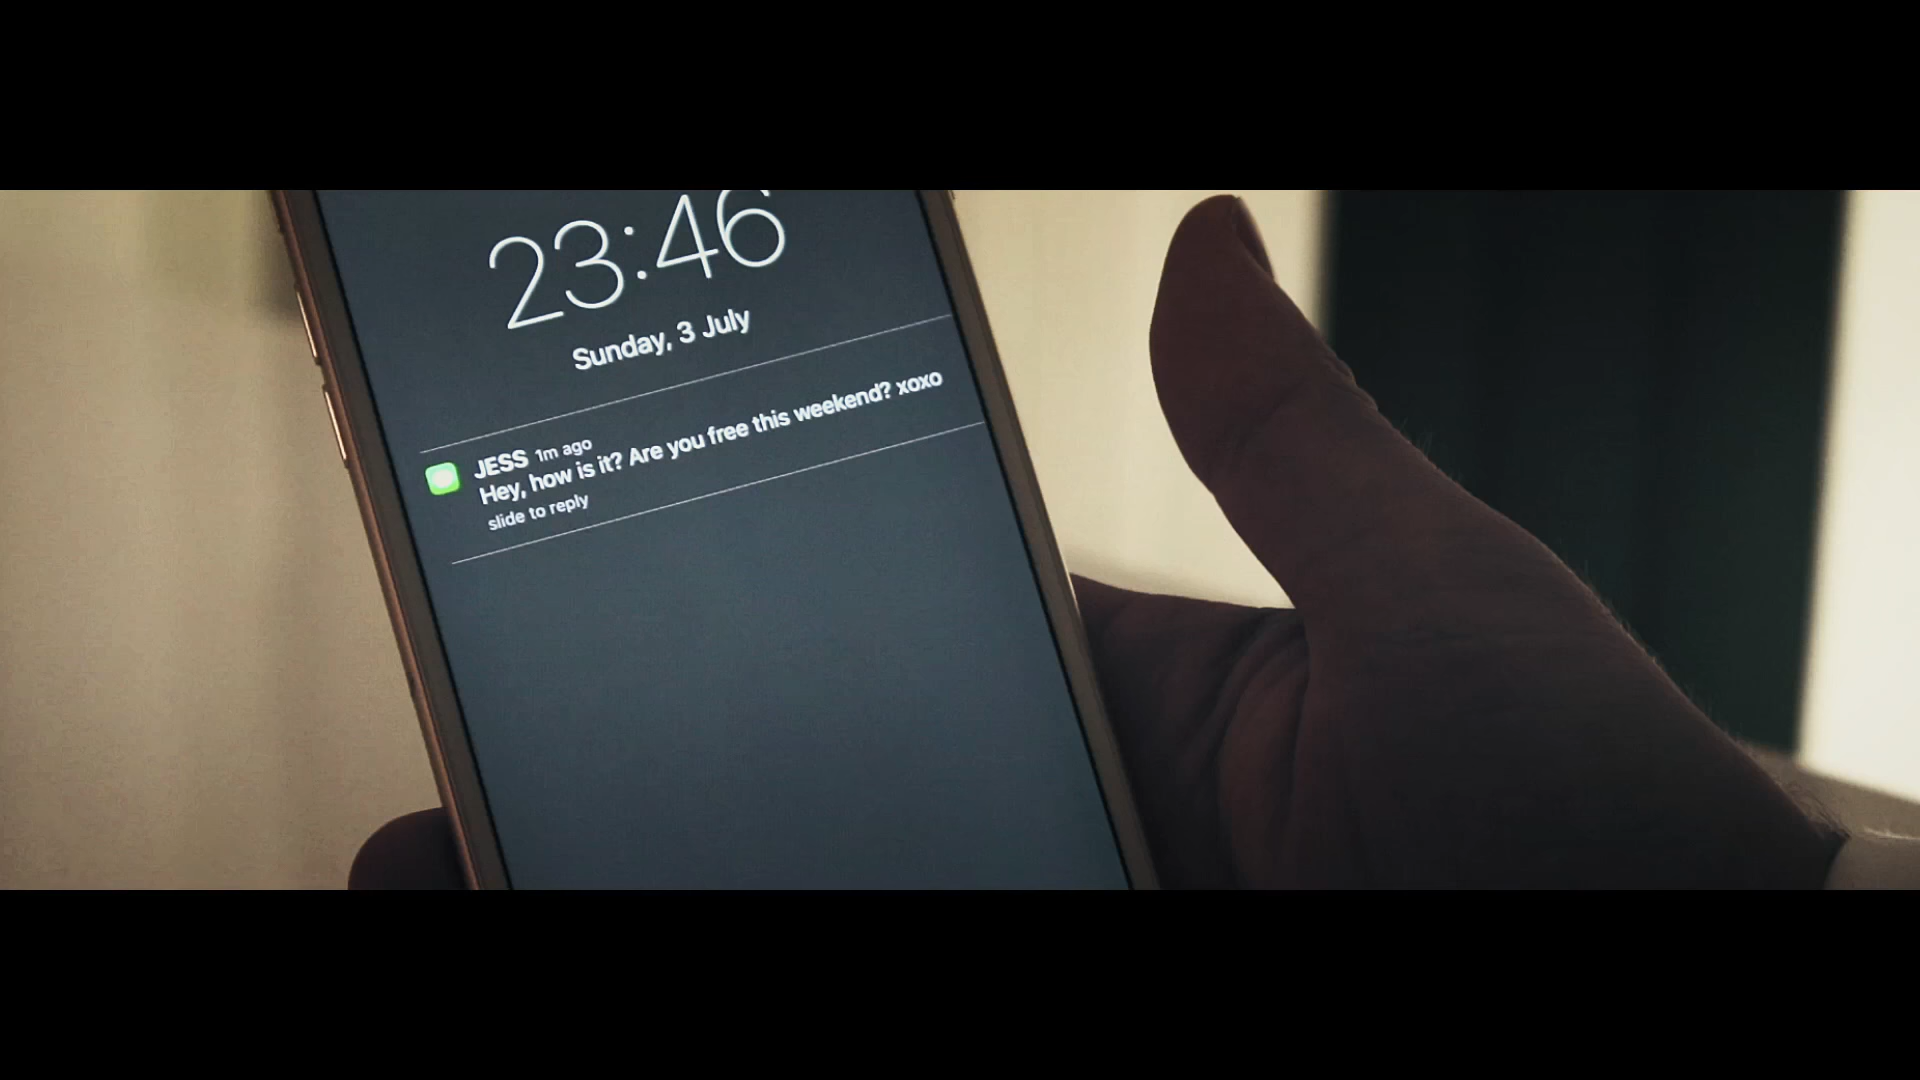 23:46
Sunday, 3 July
JESS 1m ago
Hey, how is it? Are you free this weekend? xoxo
slide to reply